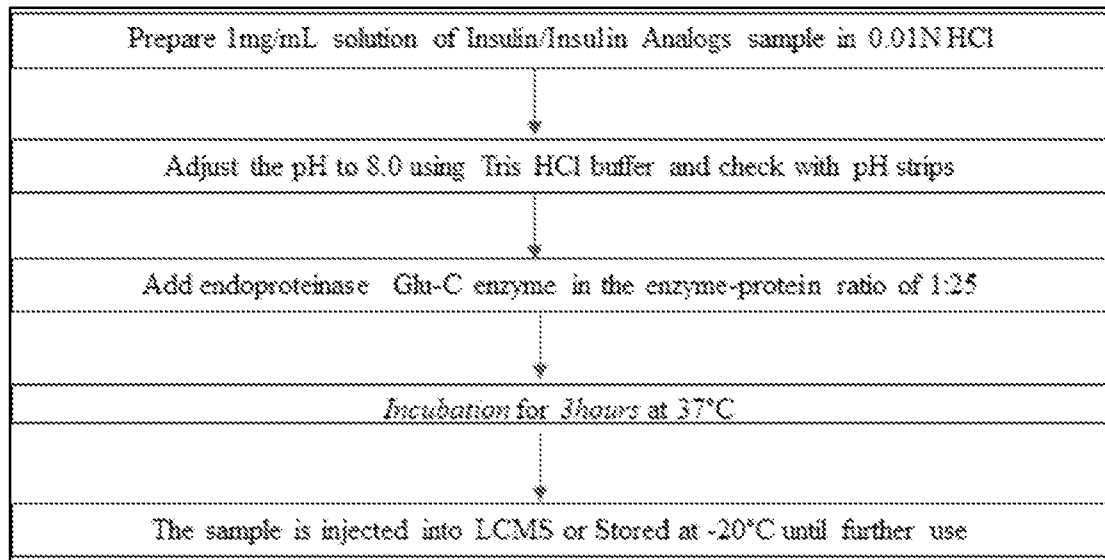 Prepare 1mg/mL solution of Insulin/Insulin Analogs sample in 0.01N HCl
Adjust the pH to 8.0 using Tris HCl buffer and check with pH strips
Add endoproteinase Glu-C enzyme in the enzyme-protein ratio of 1:25
Incubation for 3hours at 37°C
The sample is injected into LCMS or Stored at -20°C until further use